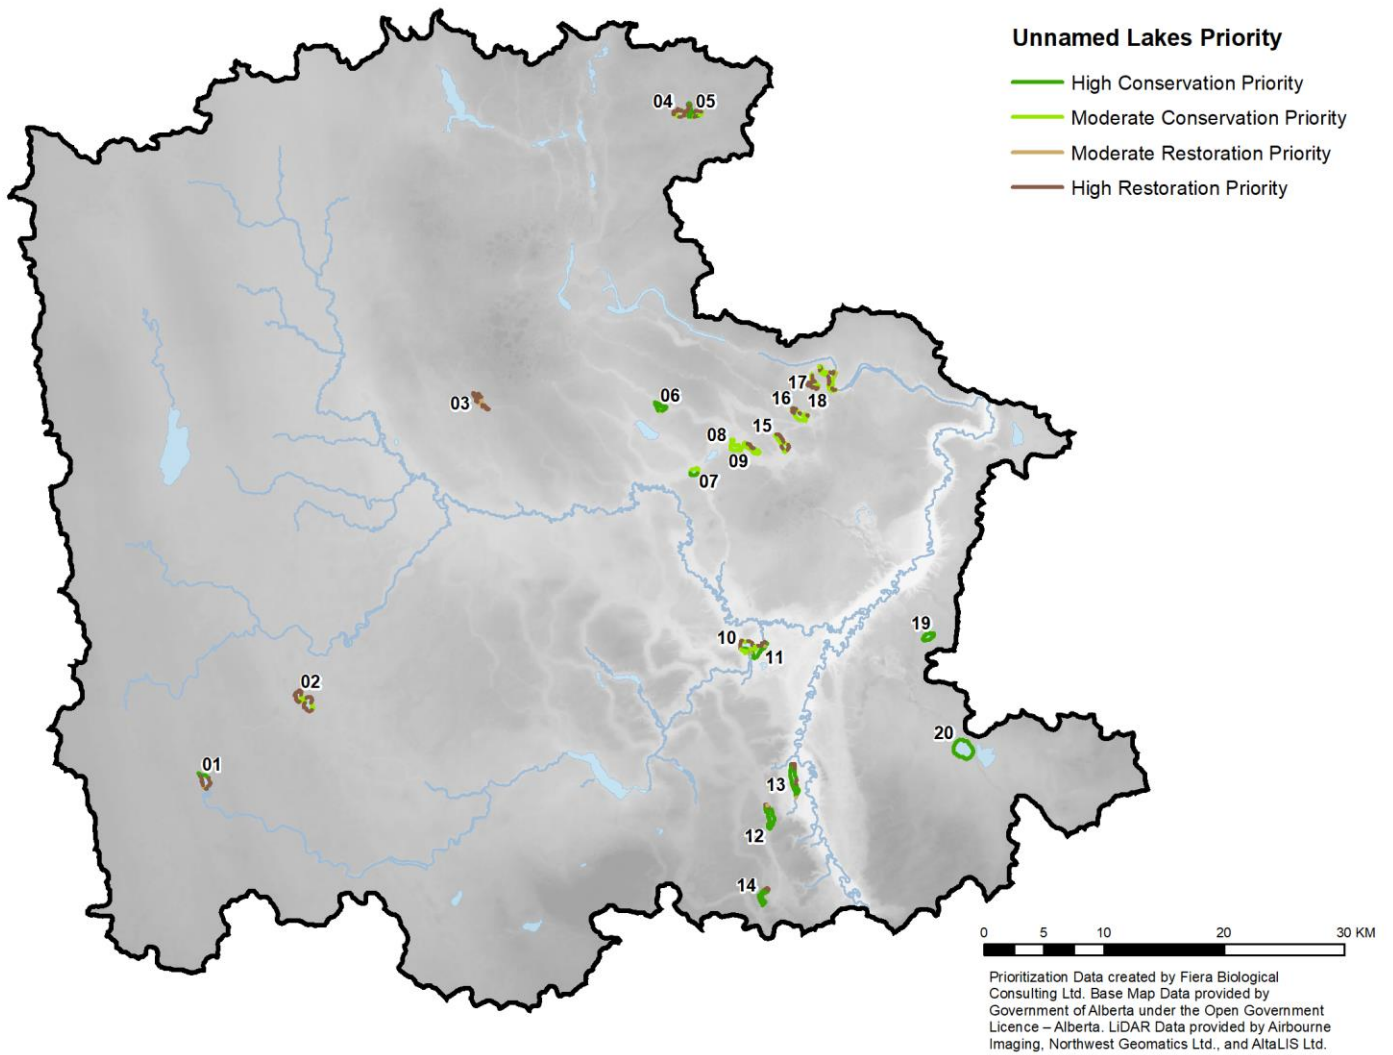 Unnamed Lakes Priority
High Conservation Priority
Moderate Conservation Priority
Moderate Restoration Priority
High Restoration Priority
04 05
03
06
17
16 18
15
08
09
07
10
11
19
02
01
20
13
12
14
0 5 10 20 30 KM
Prioritization Data created by Fiera Biological
Consulting Ltd. Base Map Data provided by
Government of Alberta under the Open Government
Licence – Alberta. LiDAR Data provided by Airbourne
Imaging, Northwest Geomatics Ltd., and AltaLIS Ltd.